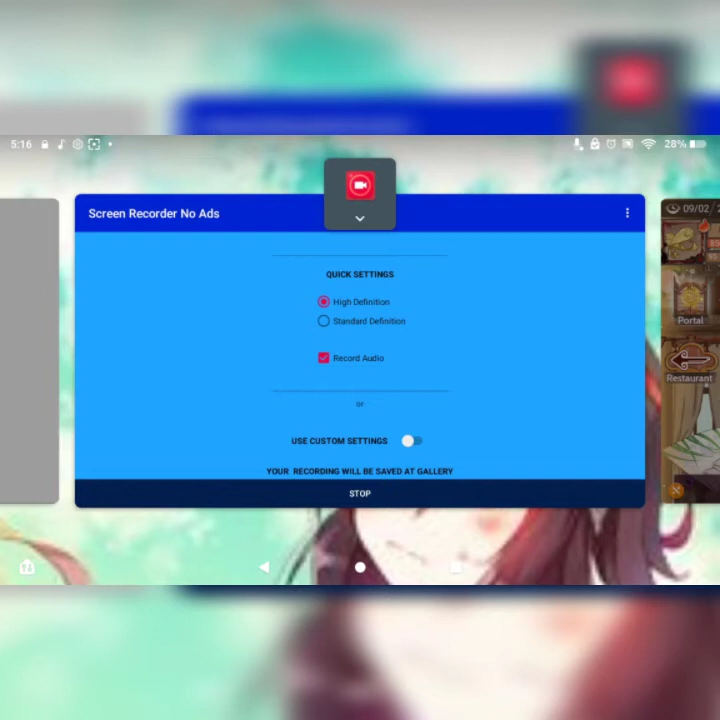 5:16
28%
09/02/2
Screen Recorder No Ads
QUICK SETTINGS
High Definition
Standard Definition
Record Audio
or
USE CUSTOM SETTINGS
YOUR RECORDING WILL BE SAVED AT GALLERY
STOP
Portal
Restaurant